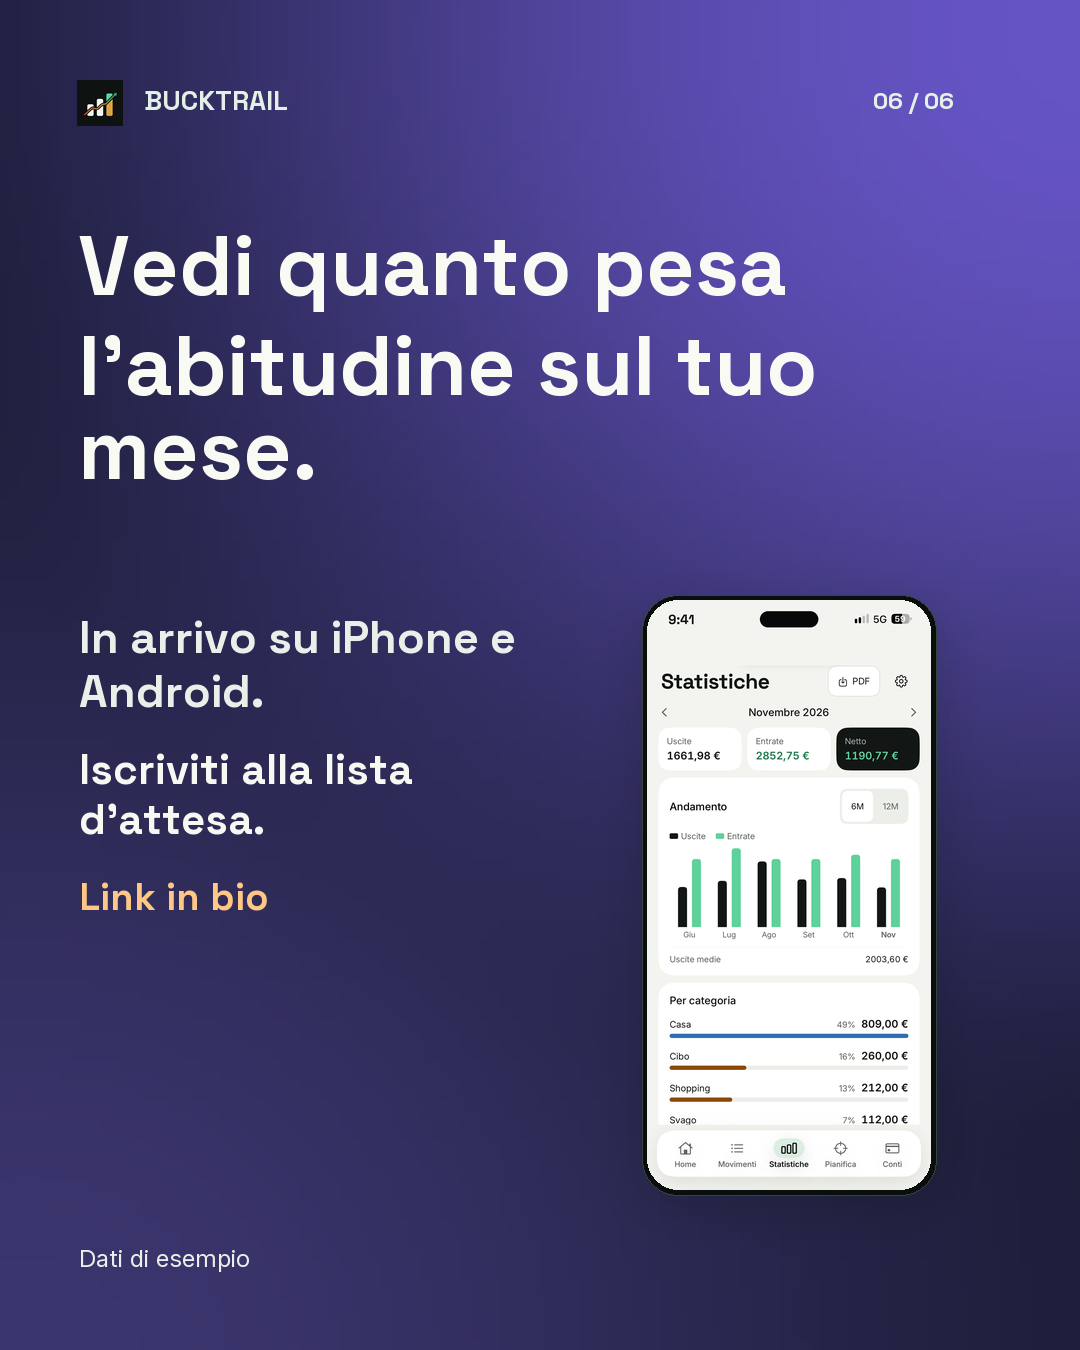 BUCKTRAIL
06 / 06
Vedi quanto pesa
l’abitudine sul tuo
mese.
In arrivo su iPhone e
Android.
Iscriviti alla lista
d’attesa.
Link in bio
9:41
5G 59
Statistiche
PDF
Novembre 2026
Uscite
1661,98 €
Entrate
2852,75 €
Netto
1190,77 €
Andamento
6M 12M
Uscite Entrate
Giu Lug Ago Set Ott Nov
Uscite medie 2003,60 €
Per categoria
Casa 49% 809,00 €
Cibo 16% 260,00 €
Shopping 13% 212,00 €
Svago 7% 112,00 €
Home Movimenti Statistiche Pianifica Conti
Dati di esempio